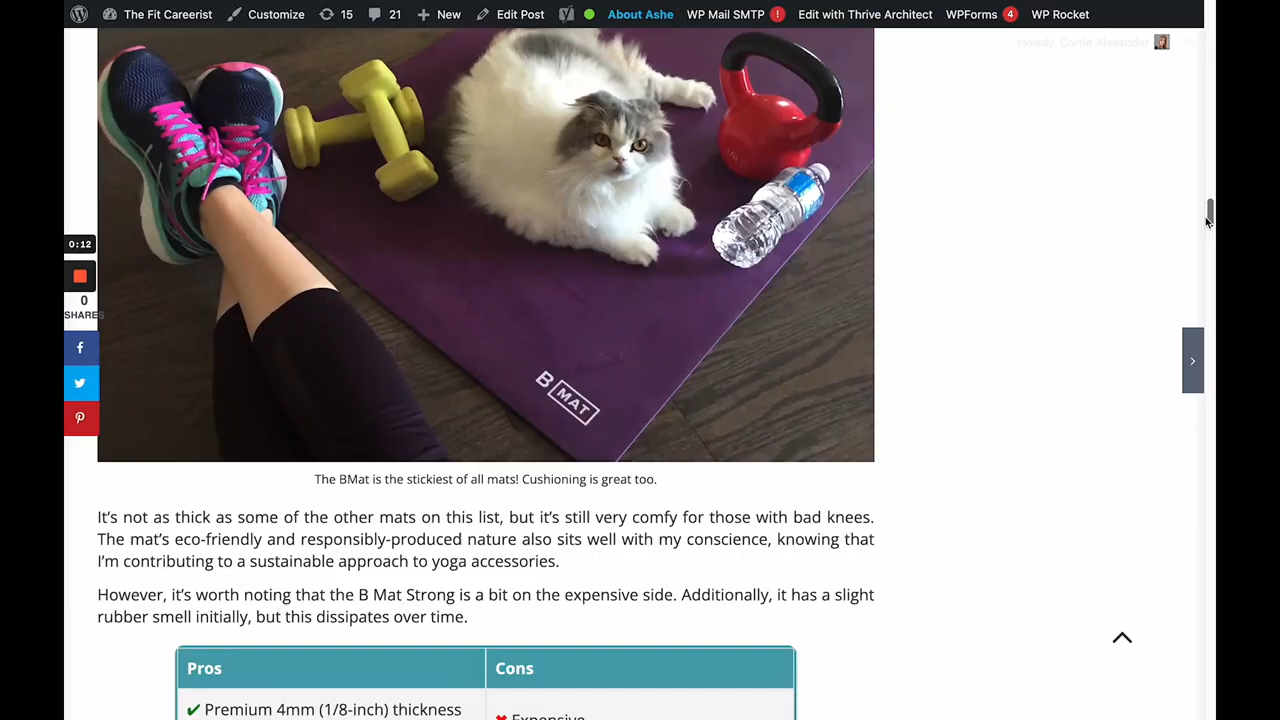 The Fit Careerist Customize 15 21 New Edit Post About Ashe WP Mail SMTP ! Edit with Thrive Architect WPForms 4 WP Rocket
Howdy, Corrie Alexander
0:12
0
SHARES
B MAT
The BMat is the stickiest of all mats! Cushioning is great too.
It’s not as thick as some of the other mats on this list, but it’s still very comfy for those with bad knees.
The mat’s eco-friendly and responsibly-produced nature also sits well with my conscience, knowing that
I’m contributing to a sustainable approach to yoga accessories.
However, it’s worth noting that the B Mat Strong is a bit on the expensive side. Additionally, it has a slight
rubber smell initially, but this dissipates over time.
Pros Cons
✔ Premium 4mm (1/8-inch) thickness
✖ Expensive